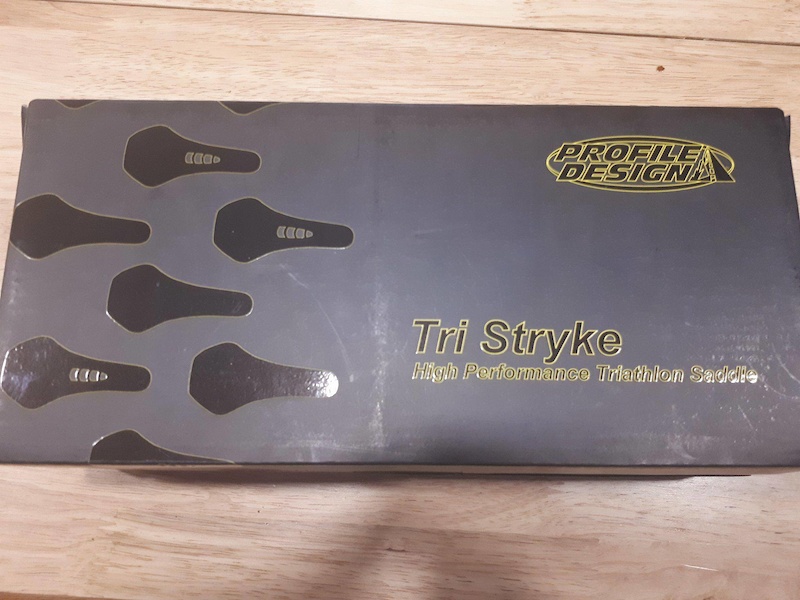 PROFILE
DESIGN
Tri Stryke
High Performance Triathlon Saddle